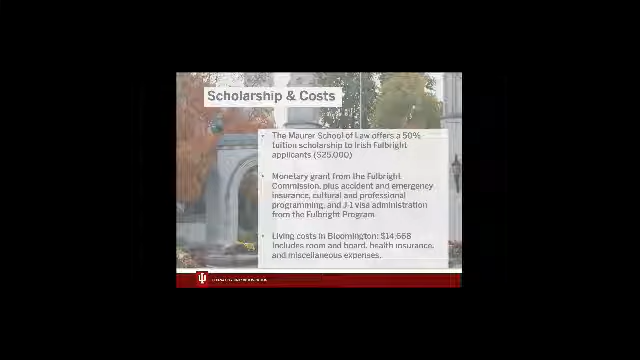 Scholarship & Costs
• The Maurer School of Law offers a 50%
tuition scholarship to Irish Fulbright
applicants ($25,000)
• Monetary grant from the Fulbright
Commission, plus accident and emergency
insurance, cultural and professional
programming, and J-1 visa administration
from the Fulbright Program
• Living costs in Bloomington: $14,668
includes room and board, health insurance,
and miscellaneous expenses.